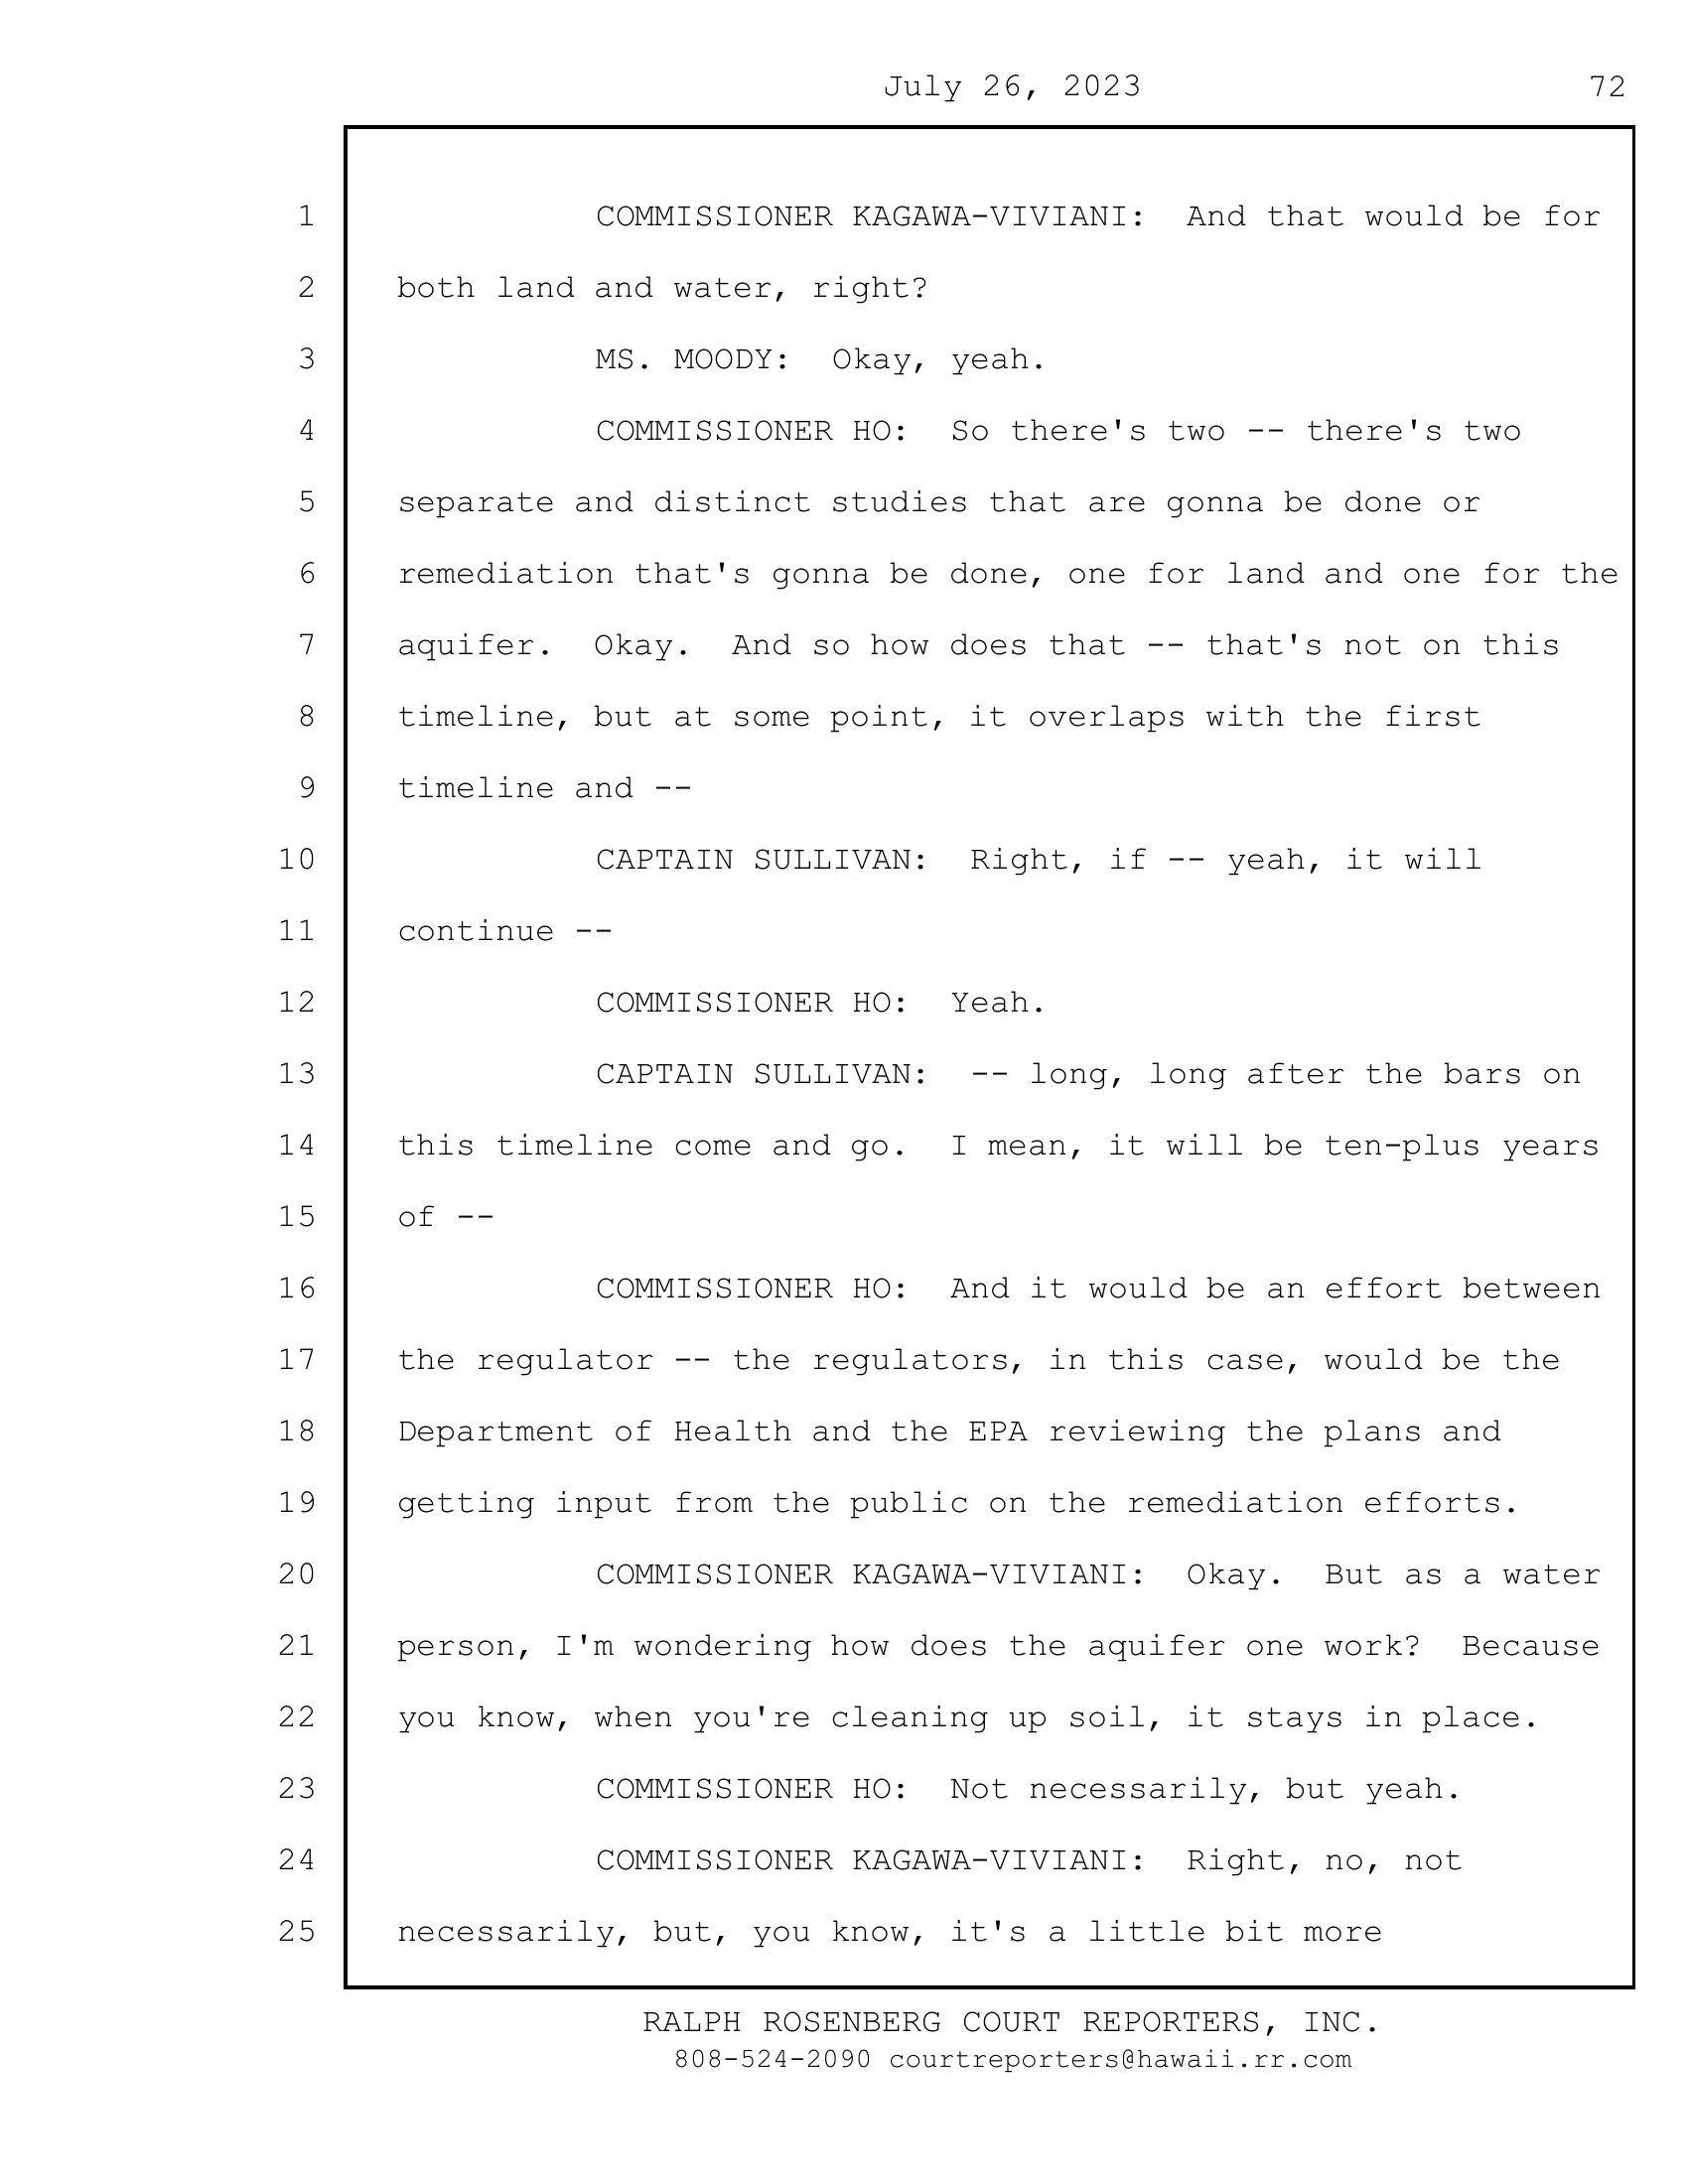 July 26, 2023 72
1 COMMISSIONER KAGAWA-VIVIANI:  And that would be for
2 both land and water, right?
3 MS. MOODY:  Okay, yeah.
4 COMMISSIONER HO:  So there's two -- there's two
5 separate and distinct studies that are gonna be done or
6 remediation that's gonna be done, one for land and one for the
7 aquifer.  Okay.  And so how does that -- that's not on this
8 timeline, but at some point, it overlaps with the first
9 timeline and --
10 CAPTAIN SULLIVAN:  Right, if -- yeah, it will
11 continue --
12 COMMISSIONER HO:  Yeah.
13 CAPTAIN SULLIVAN:  -- long, long after the bars on
14 this timeline come and go.  I mean, it will be ten-plus years
15 of --
16 COMMISSIONER HO:  And it would be an effort between
17 the regulator -- the regulators, in this case, would be the
18 Department of Health and the EPA reviewing the plans and
19 getting input from the public on the remediation efforts.
20 COMMISSIONER KAGAWA-VIVIANI:  Okay.  But as a water
21 person, I'm wondering how does the aquifer one work?  Because
22 you know, when you're cleaning up soil, it stays in place.
23 COMMISSIONER HO:  Not necessarily, but yeah.
24 COMMISSIONER KAGAWA-VIVIANI:  Right, no, not
25 necessarily, but, you know, it's a little bit more
RALPH ROSENBERG COURT REPORTERS, INC.
808-524-2090 courtreporters@hawaii.rr.com